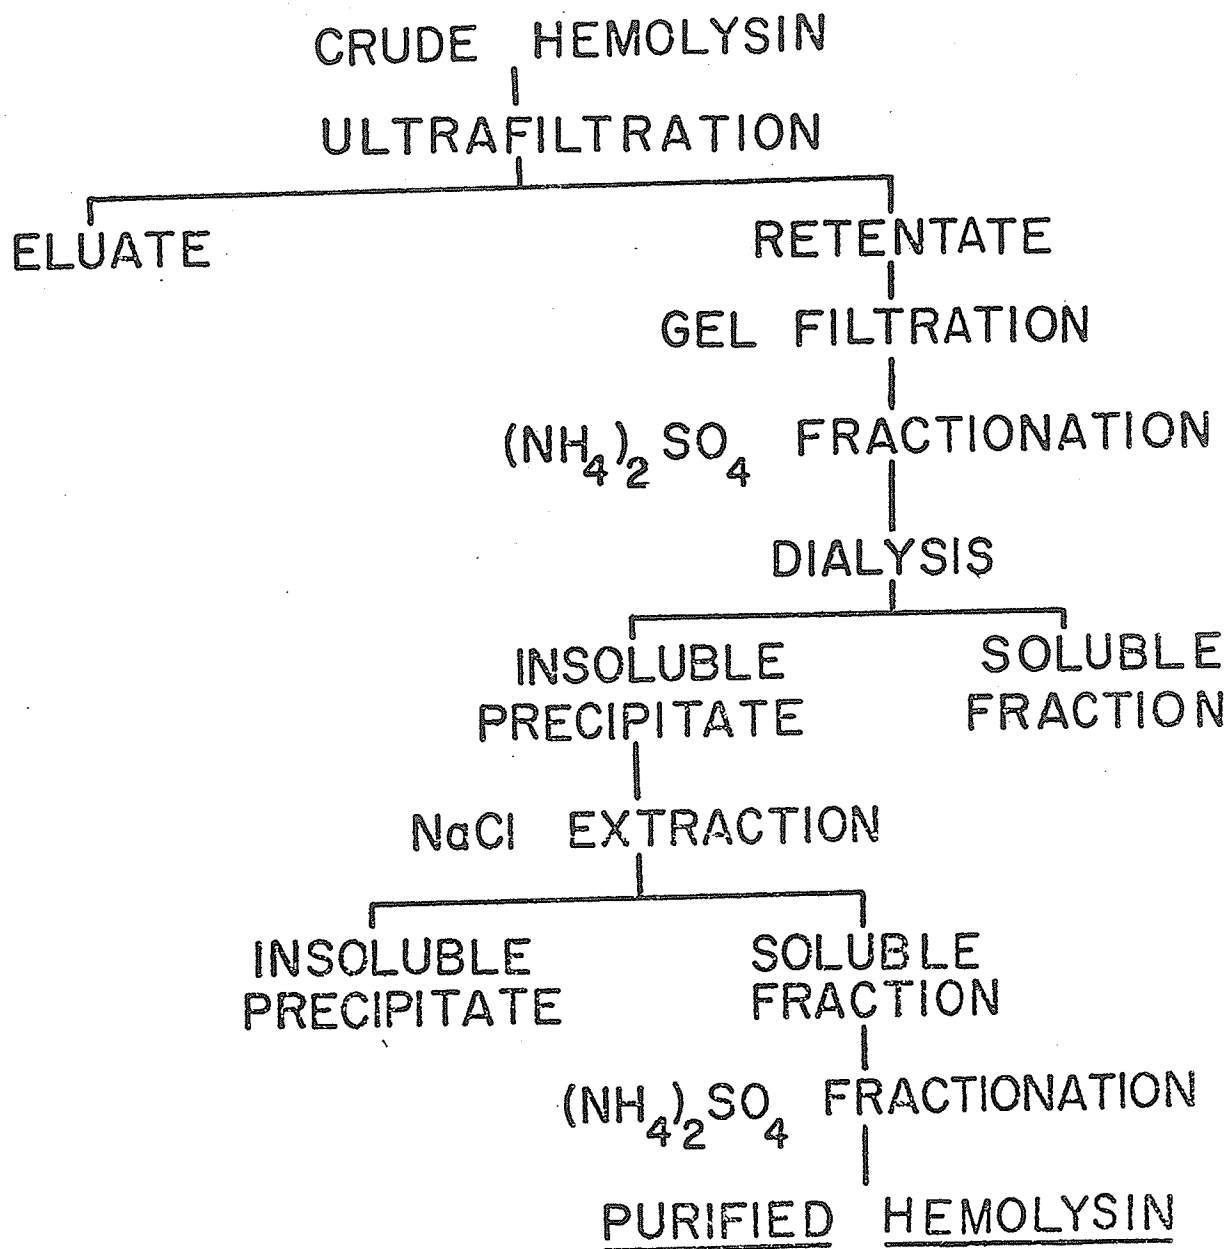 CRUDE HEMOLYSIN
ULTRAFILTRATION
ELUATE
RETENTATE
GEL FILTRATION
(NH₄)₂ SO₄ FRACTIONATION
DIALYSIS
INSOLUBLE
PRECIPITATE
SOLUBLE
FRACTION
NaCl EXTRACTION
INSOLUBLE
PRECIPITATE
SOLUBLE
FRACTION
(NH₄)₂SO₄ FRACTIONATION
PURIFIED HEMOLYSIN